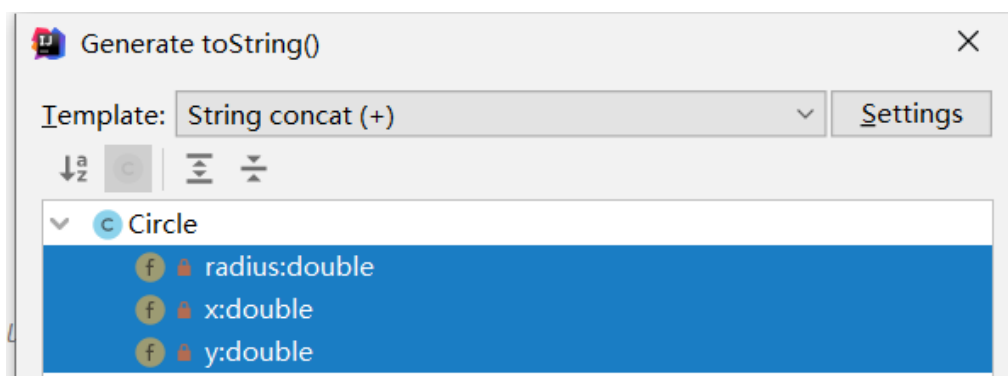 Generate toString()
Template: String concat (+) Settings
Circle
radius:double
x:double
y:double